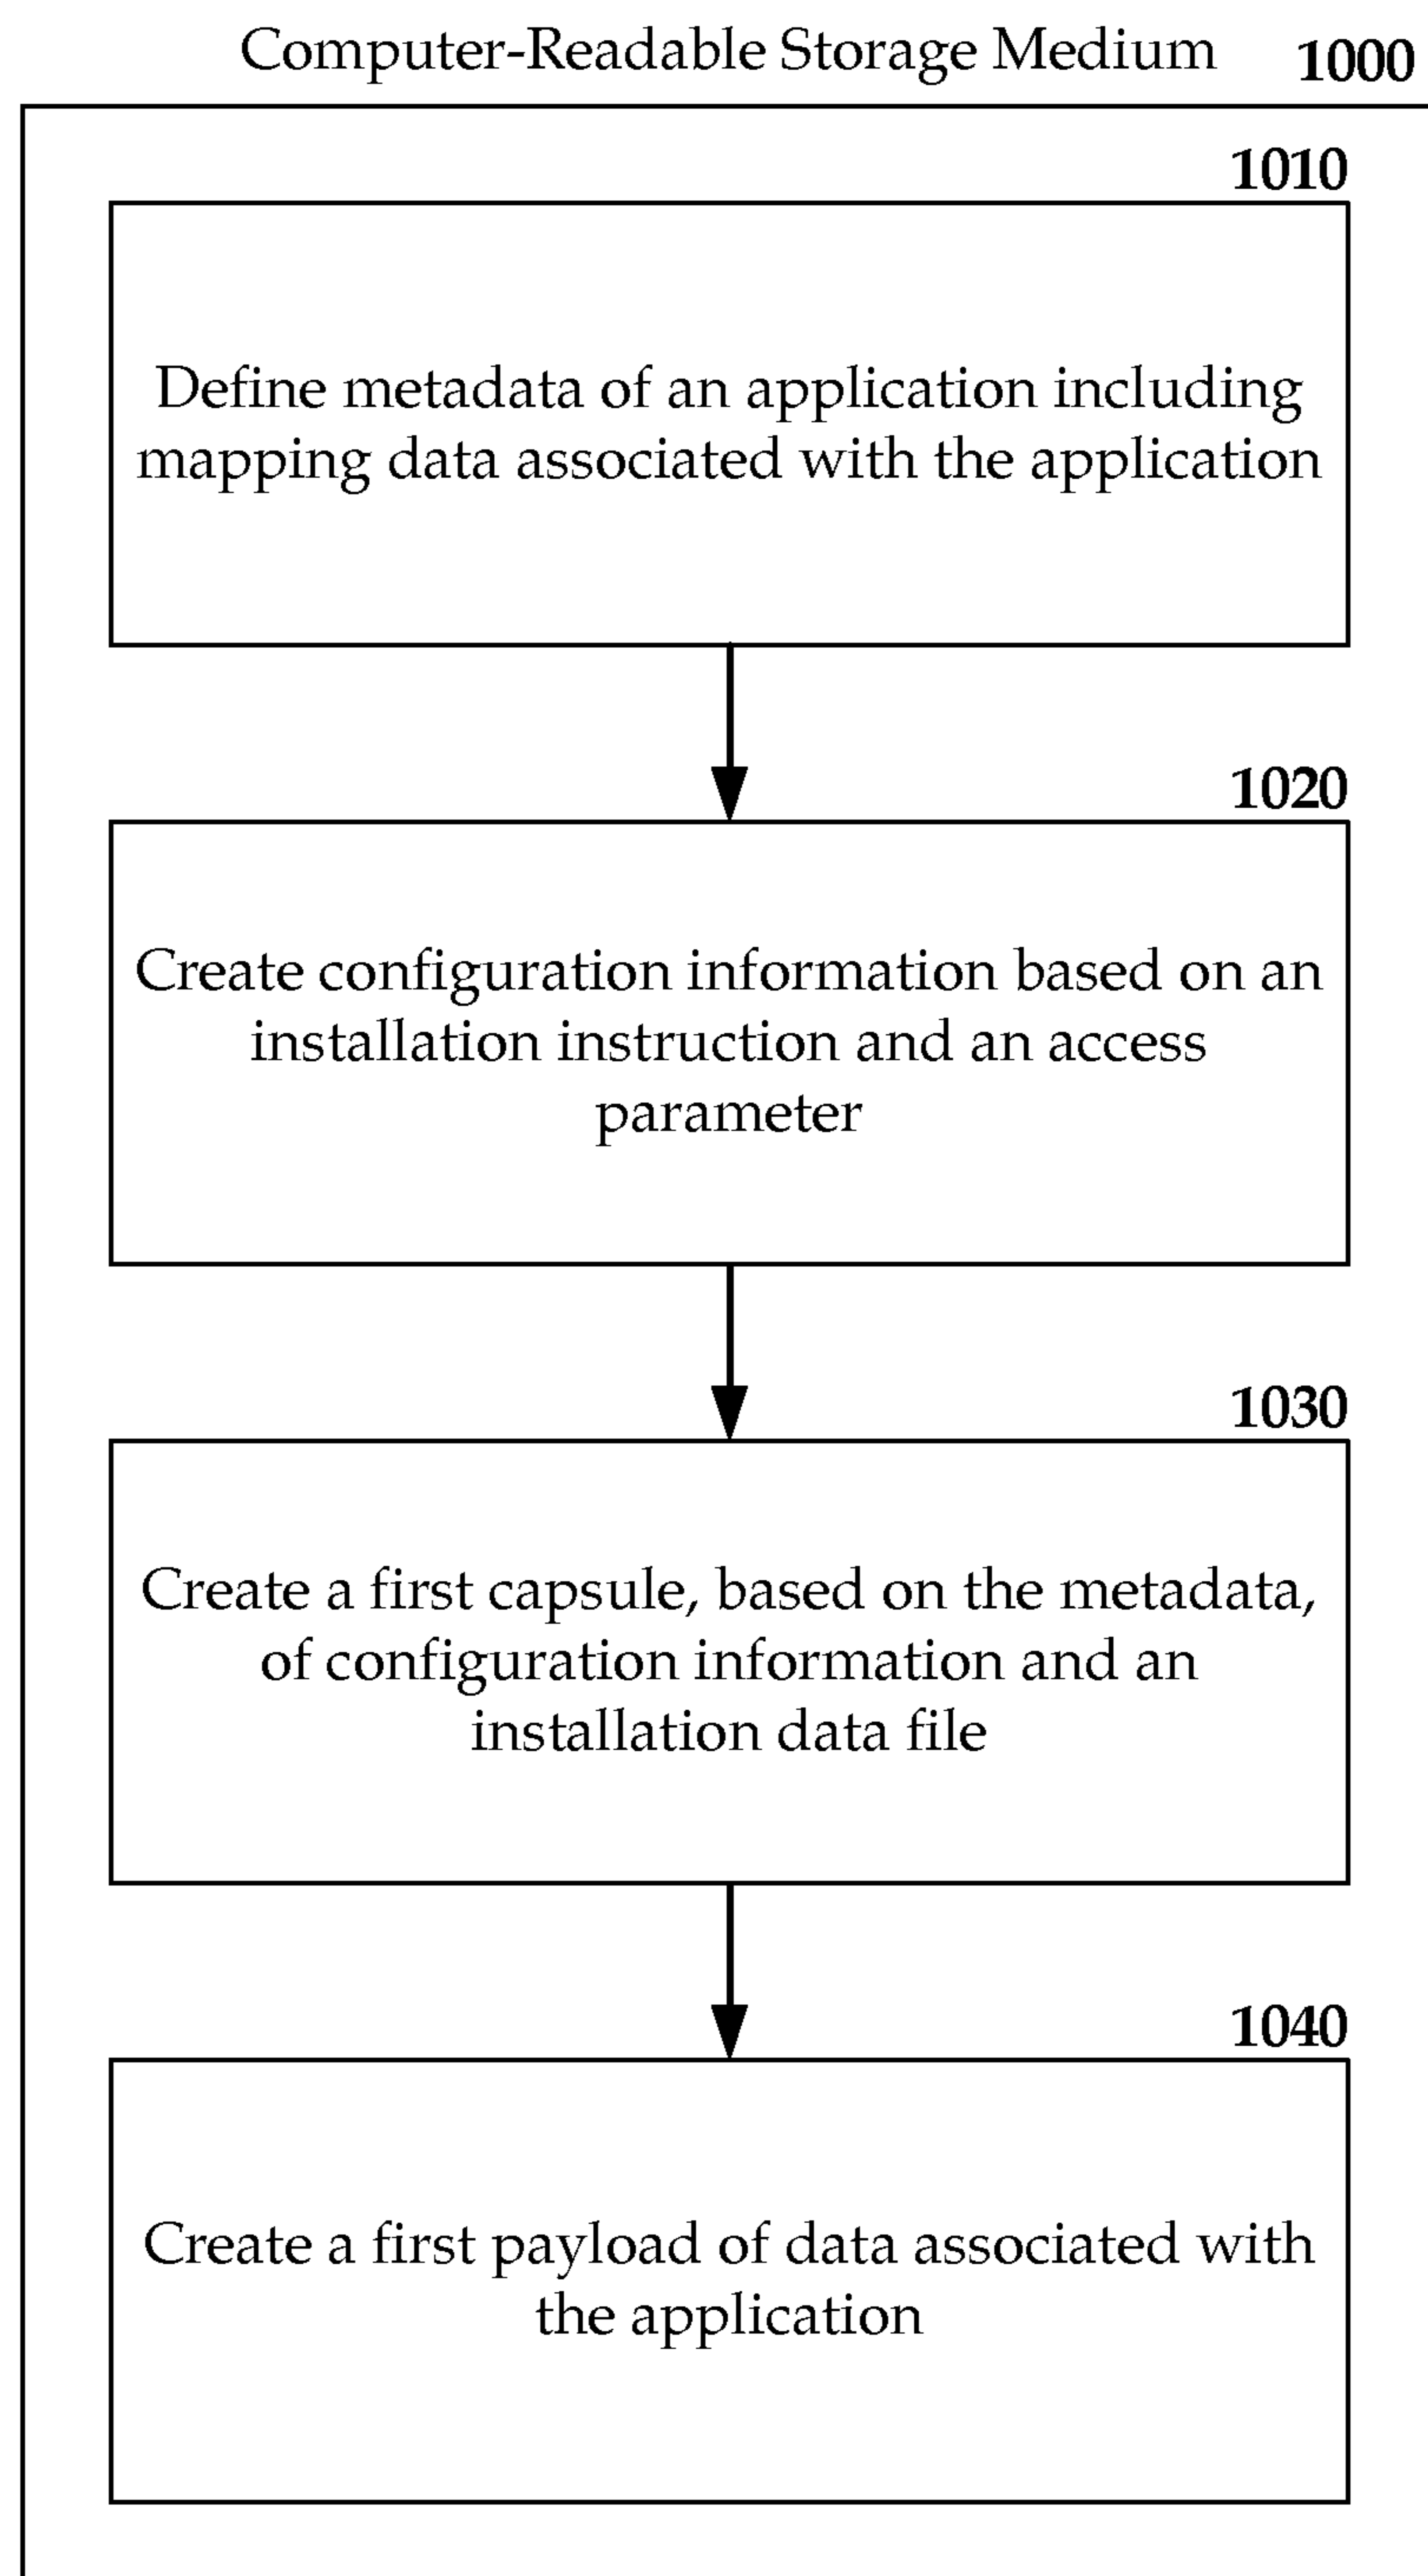 Computer-Readable Storage Medium 1000
1010
Define metadata of an application including
mapping data associated with the application
1020
Create configuration information based on an
installation instruction and an access
parameter
1030
Create a first capsule, based on the metadata,
of configuration information and an
installation data file
1040
Create a first payload of data associated with
the application